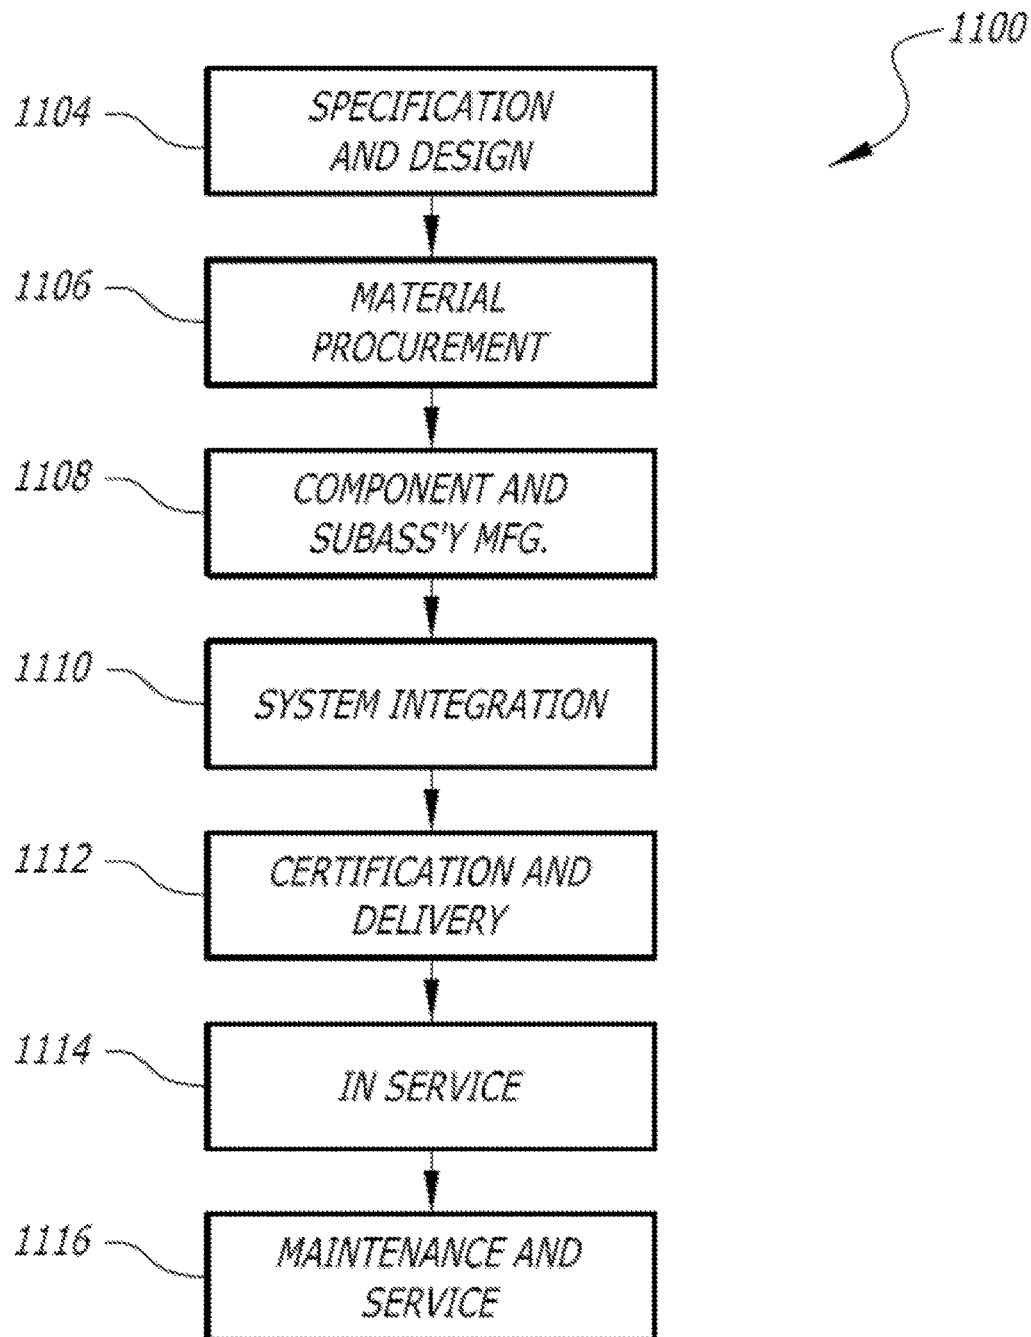 1100
1104
SPECIFICATION
AND DESIGN
1106
MATERIAL
PROCUREMENT
1108
COMPONENT AND
SUBASS'Y MFG.
1110
SYSTEM INTEGRATION
1112
CERTIFICATION AND
DELIVERY
1114
IN SERVICE
1116
MAINTENANCE AND
SERVICE